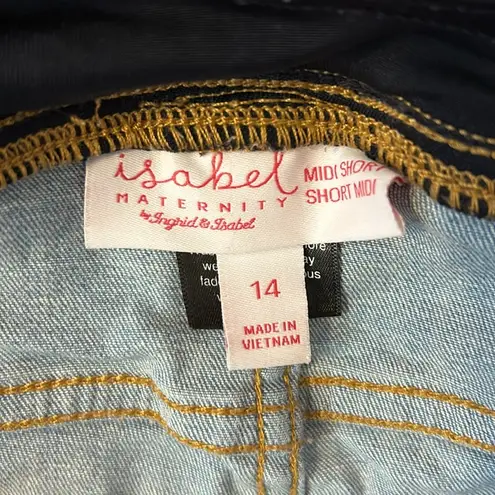 isabel
MATERNITY
by Ingrid & Isabel
MIDI SHORT
SHORT MIDI
14
MADE IN
VIETNAM